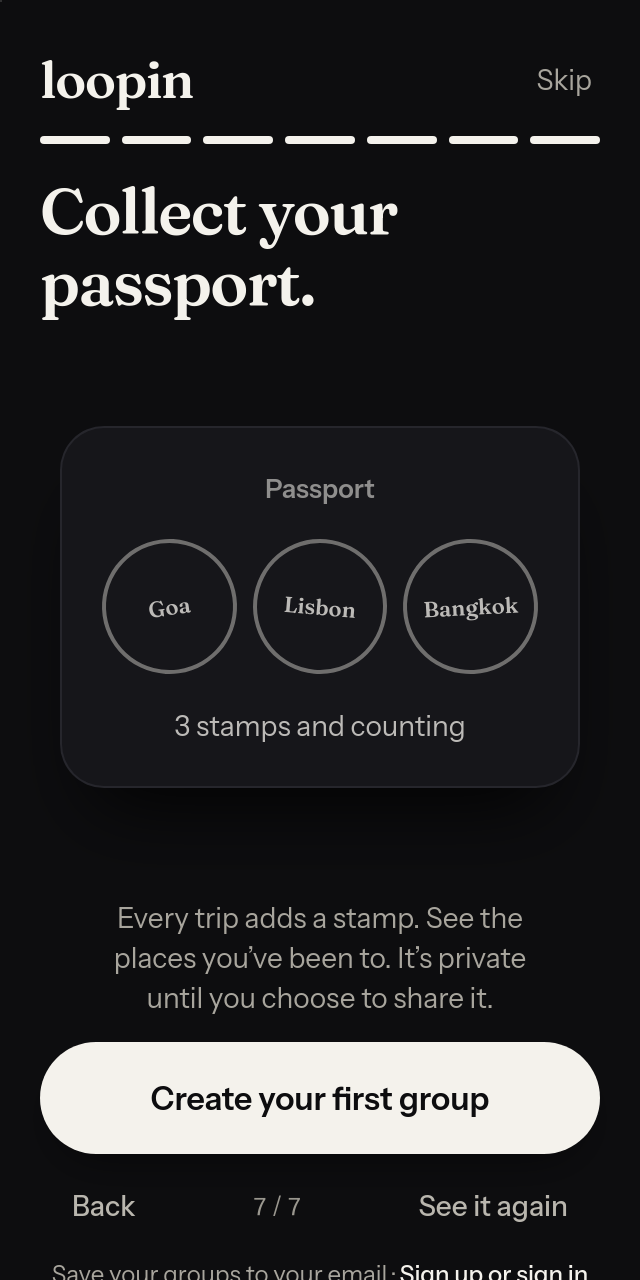 loopin
Skip
Collect your
passport.
Passport
Goa
Lisbon
Bangkok
3 stamps and counting
Every trip adds a stamp. See the
places you’ve been to. It’s private
until you choose to share it.
Create your first group
Back
7 / 7
See it again
Save your groups to your email · Sign up or sign in